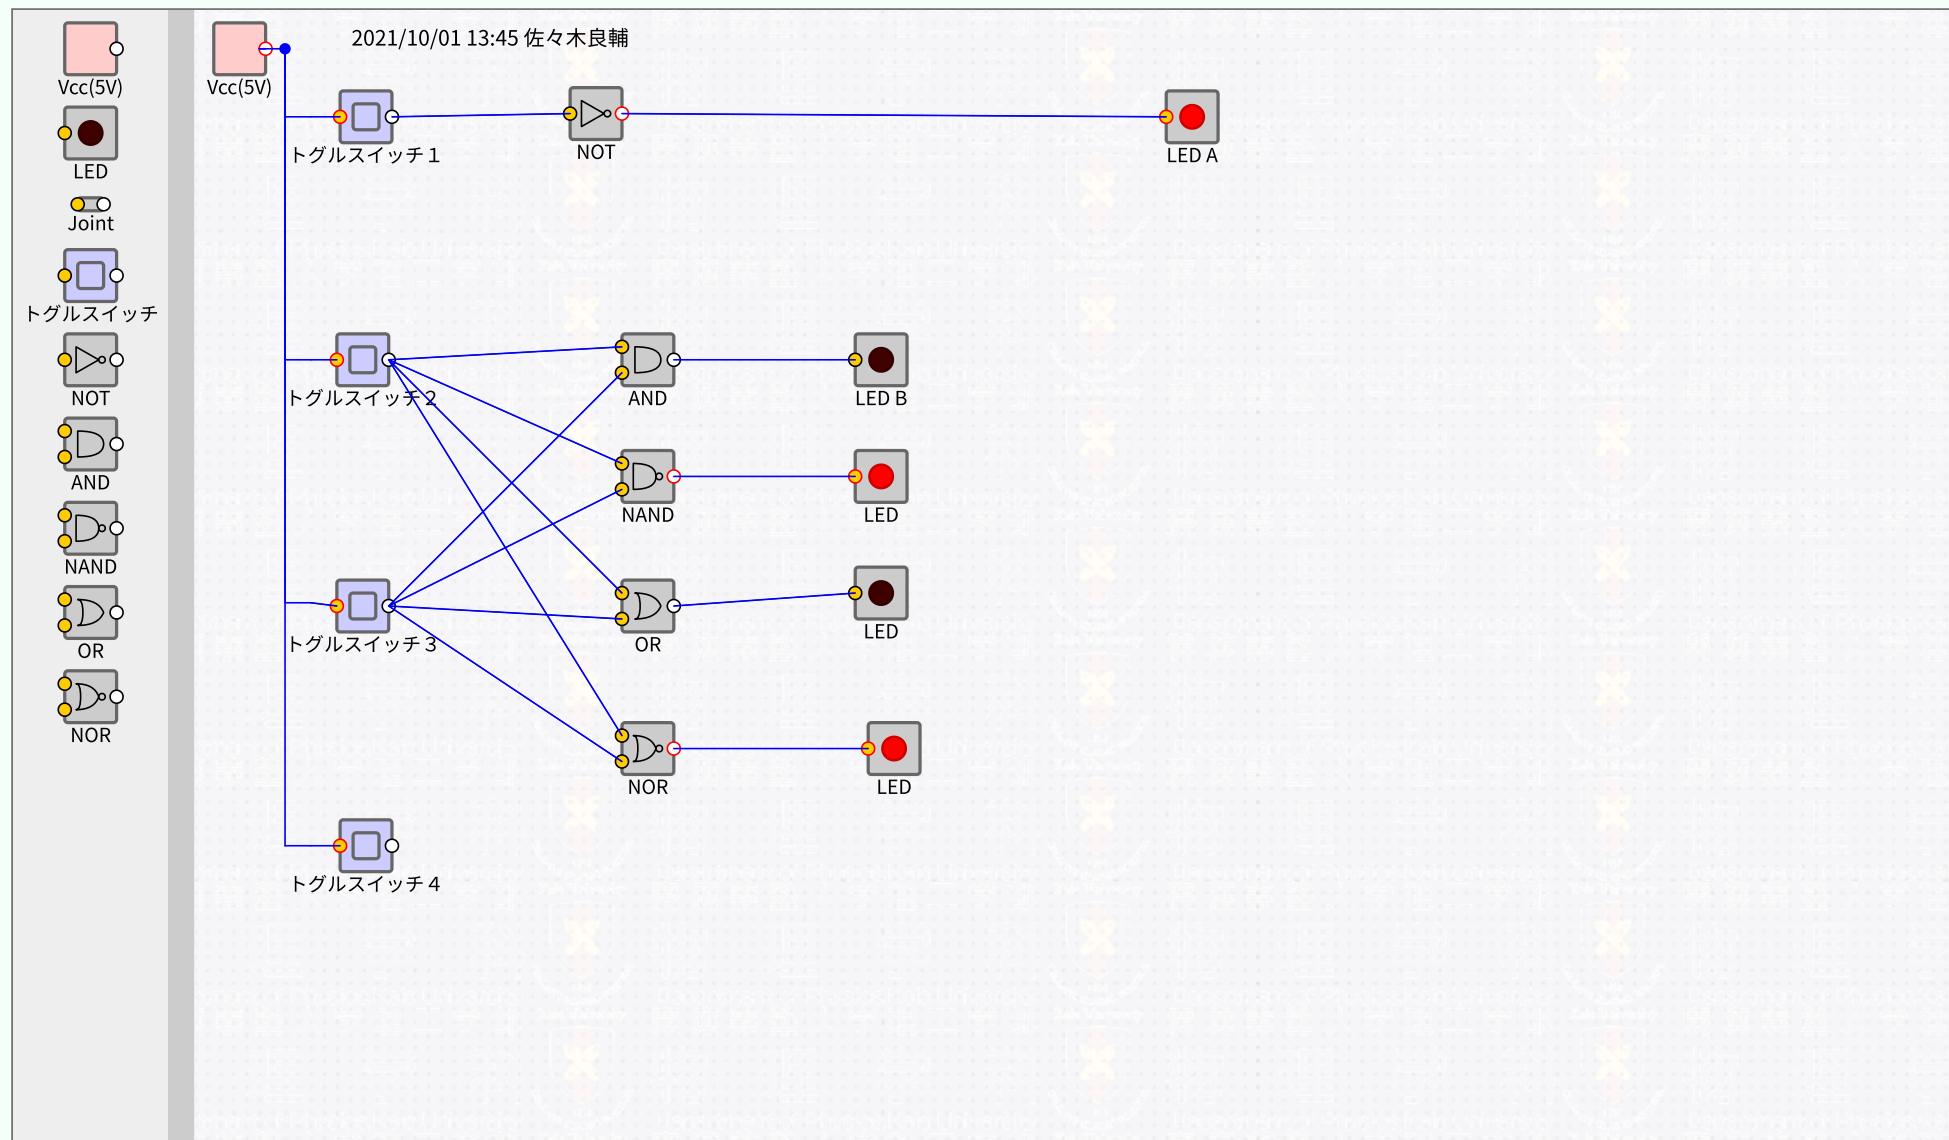 Vcc(5V)
LED
Joint
トグルスイッチ
NOT
AND
NAND
OR
NOR
Vcc(5V)
2021/10/01 13:45 佐々木良輔
トグルスイッチ１
NOT
LED A
トグルスイッチ２
AND
LED B
NAND
LED
トグルスイッチ３
OR
LED
NOR
LED
トグルスイッチ４